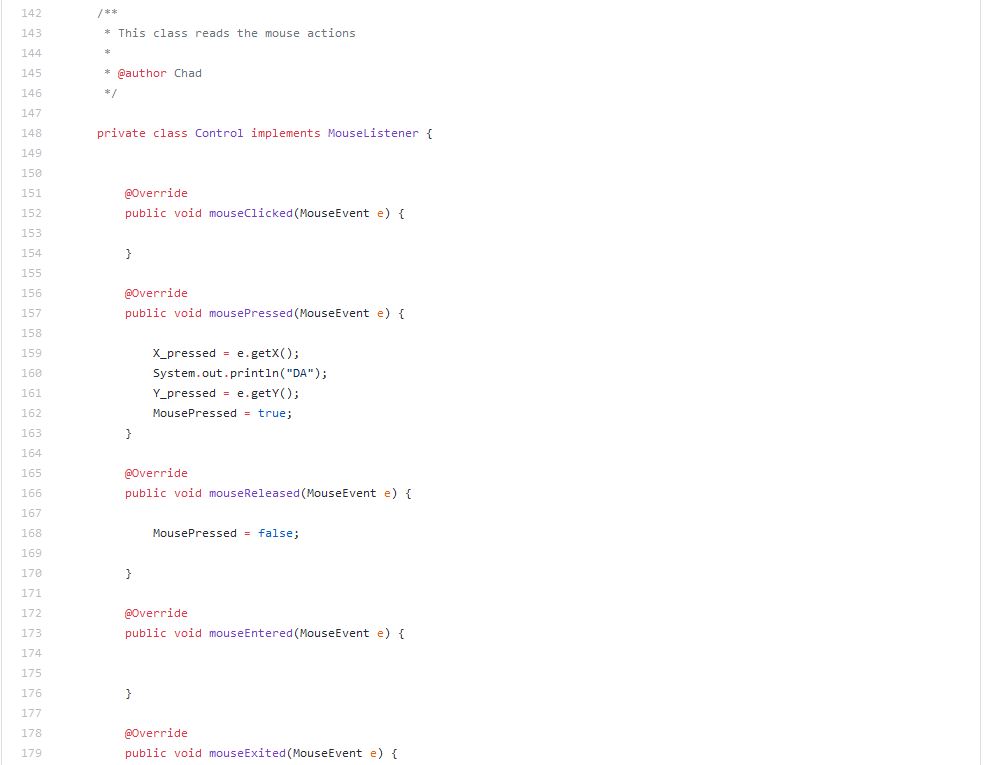 142 /**
143 * This class reads the mouse actions
144 *
145 * @author Chad
146 */
147
148 private class Control implements MouseListener {
149
150
151 @Override
152 public void mouseClicked(MouseEvent e) {
153
154 }
155
156 @Override
157 public void mousePressed(MouseEvent e) {
158
159 X_pressed = e.getX();
160 System.out.println("DA");
161 Y_pressed = e.getY();
162 MousePressed = true;
163 }
164
165 @Override
166 public void mouseReleased(MouseEvent e) {
167
168 MousePressed = false;
169
170 }
171
172 @Override
173 public void mouseEntered(MouseEvent e) {
174
175
176 }
177
178 @Override
179 public void mouseExited(MouseEvent e) {